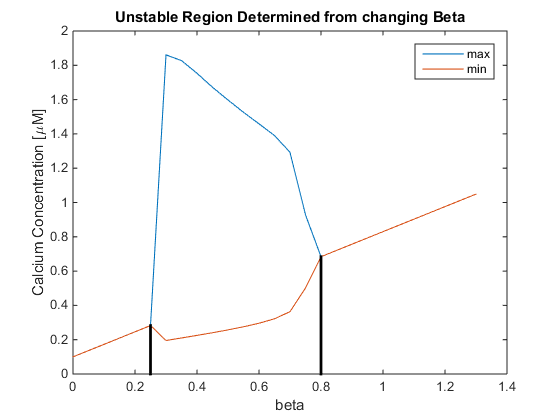 Unstable Region Determined from changing Beta
Calcium Concentration [μM]
2
1.8
1.6
1.4
1.2
1
0.8
0.6
0.4
0.2
0
max
min
0 0.2 0.4 0.6 0.8 1 1.2 1.4
beta